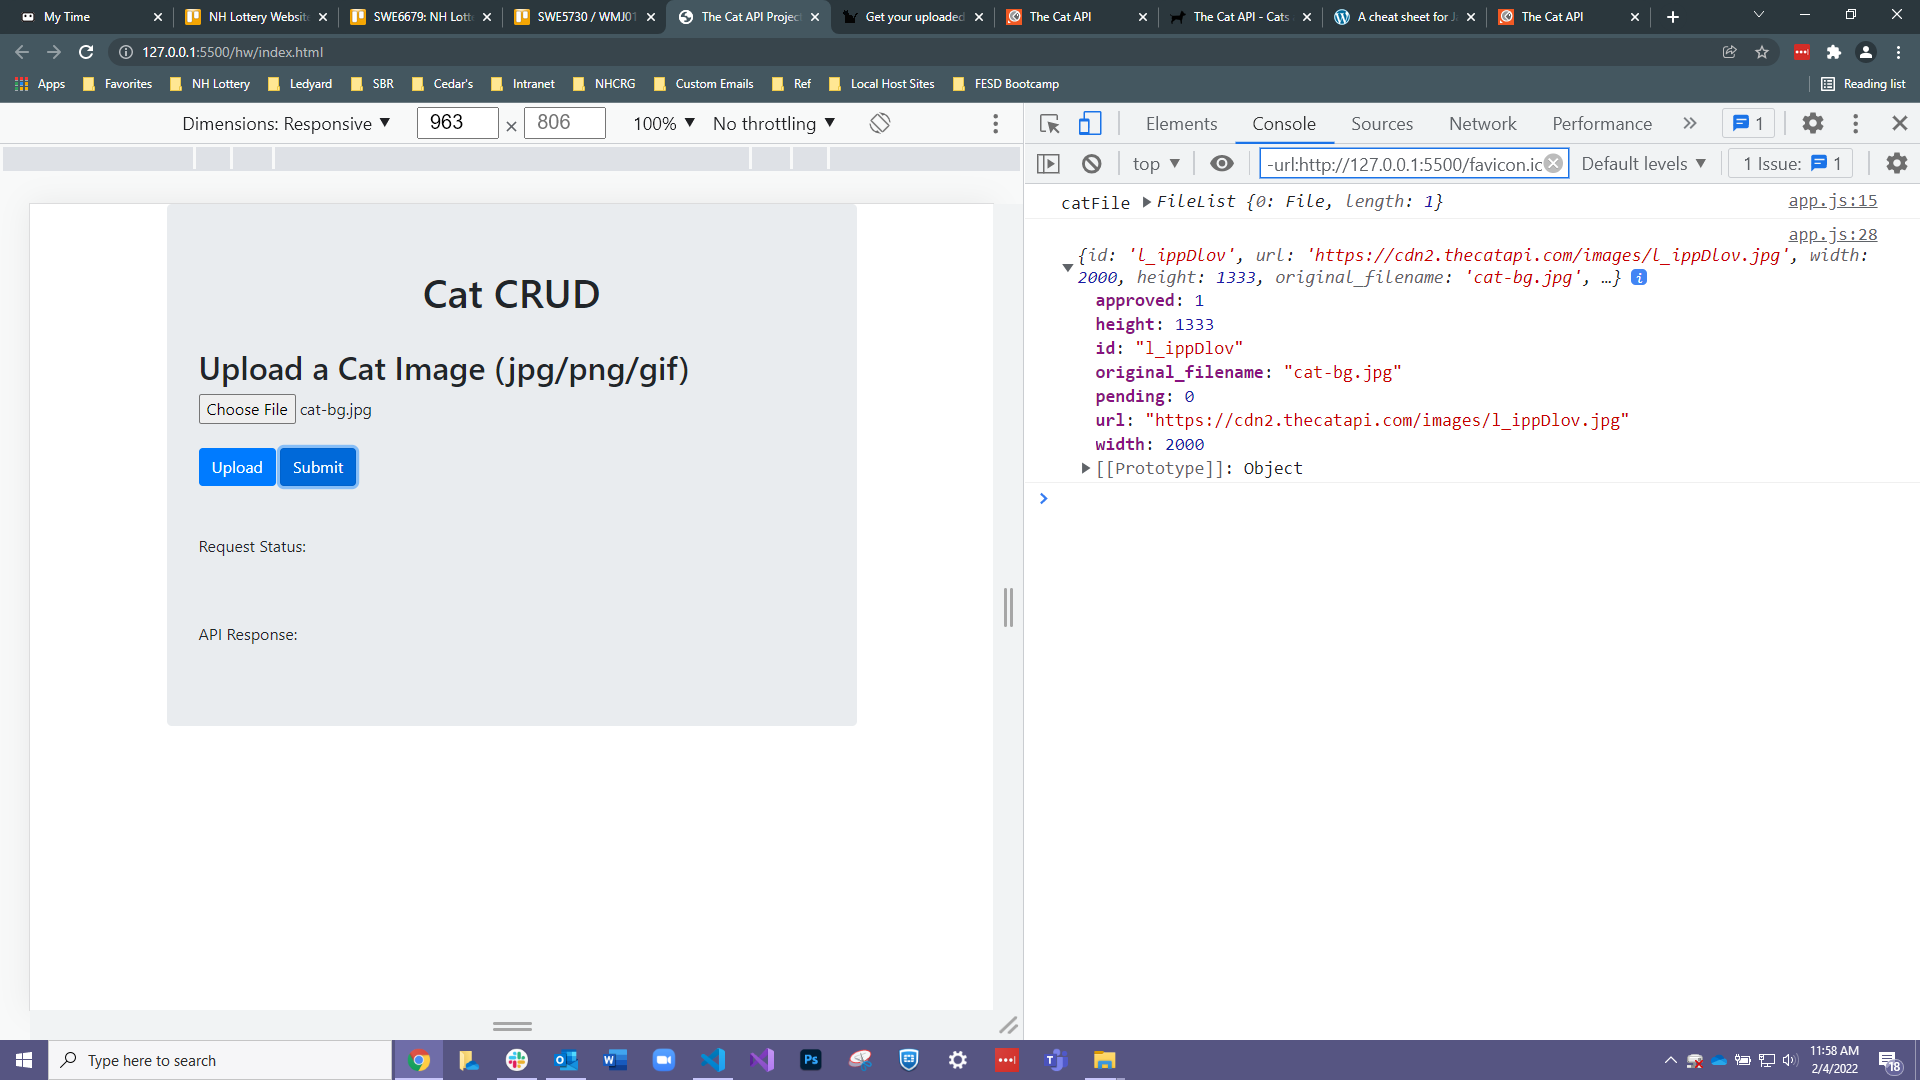 My Time
NH Lottery Website
SWE6679: NH Lott
SWE5730 / WMJ01
The Cat API Project
Get your uploaded
The Cat API
The Cat API - Cats
A cheat sheet for J
The Cat API
127.0.0.1:5500/hw/index.html
Apps
Favorites
NH Lottery
Ledyard
SBR
Cedar's
Intranet
NHCRG
Custom Emails
Ref
Local Host Sites
FESD Bootcamp
Reading list
Dimensions: Responsive
963
×
806
100%
No throttling
Elements
Console
Sources
Network
Performance
1
top
-url:http://127.0.0.1:5500/favicon.ic
Default levels
1 Issue:
1
catFile FileList {0: File, length: 1}
app.js:15
app.js:28
{id: 'l_ippDlov', url: 'https://cdn2.thecatapi.com/images/l_ippDlov.jpg', width:
2000, height: 1333, original_filename: 'cat-bg.jpg', …}
approved: 1
height: 1333
id: "l_ippDlov"
original_filename: "cat-bg.jpg"
pending: 0
url: "https://cdn2.thecatapi.com/images/l_ippDlov.jpg"
width: 2000
[[Prototype]]: Object
Cat CRUD
Upload a Cat Image (jpg/png/gif)
Choose File
cat-bg.jpg
Upload
Submit
Request Status:
API Response:
Type here to search
Ps
11:58 AM
2/4/2022
18